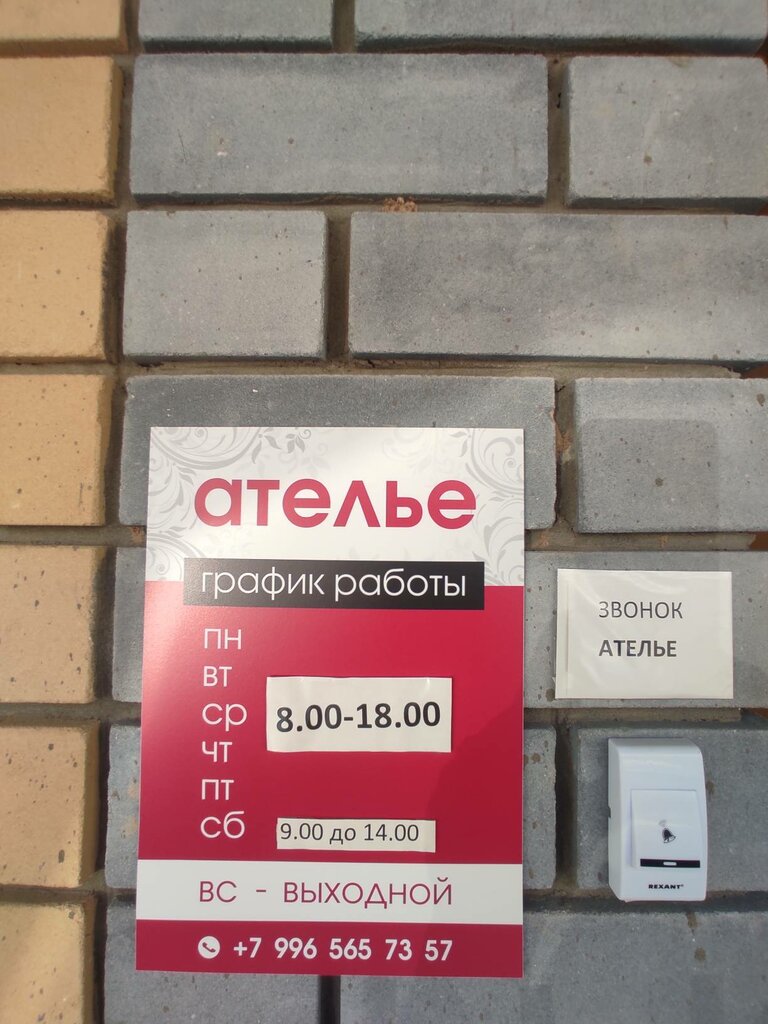 ателье
график работы
пн
вт
ср
8.00-18.00
чт
пт
сб
9.00 до 14.00
вс - выходной
+7 996 565 73 57
ЗВОНОК
АТЕЛЬЕ
REXANT